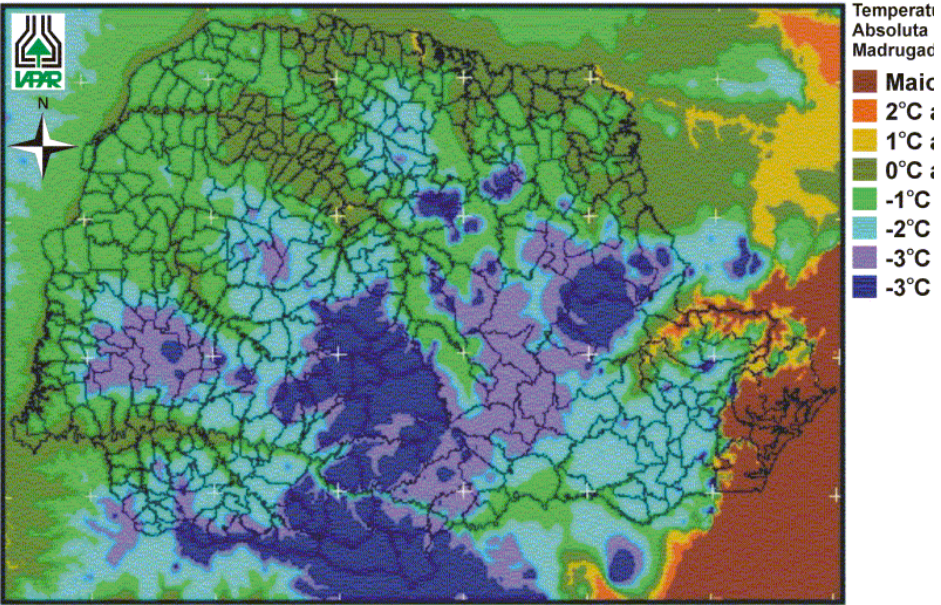 IAPAR
N
Temperatu
Absoluta
Madrugad
Maio
2°C a
1°C a
0°C a
-1°C
-2°C
-3°C
-3°C